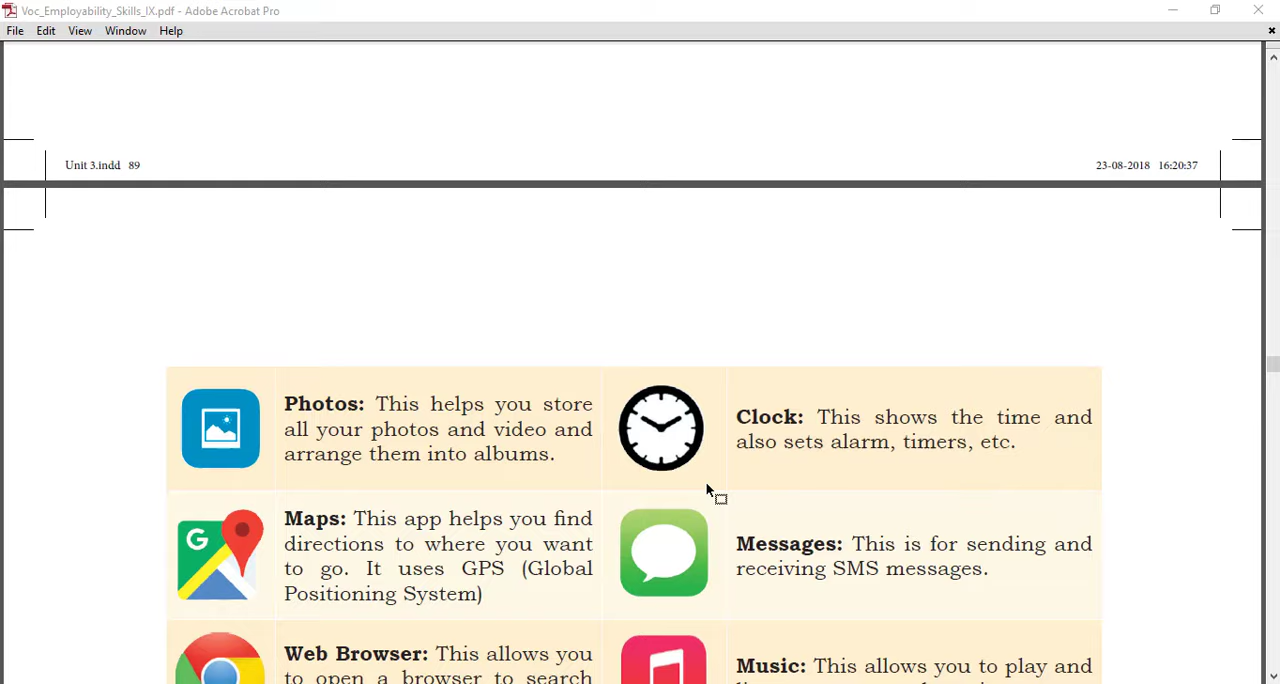 Voc_Employability_Skills_IX.pdf - Adobe Acrobat Pro
File Edit View Window Help
Unit 3.indd 89
23-08-2018 16:20:37
Photos: This helps you store
all your photos and video and
arrange them into albums.
Clock: This shows the time and
also sets alarm, timers, etc.
G
Maps: This app helps you find
directions to where you want
to go. It uses GPS (Global
Positioning System)
Messages: This is for sending and
receiving SMS messages.
Web Browser: This allows you
to open a browser to search
Music: This allows you to play and